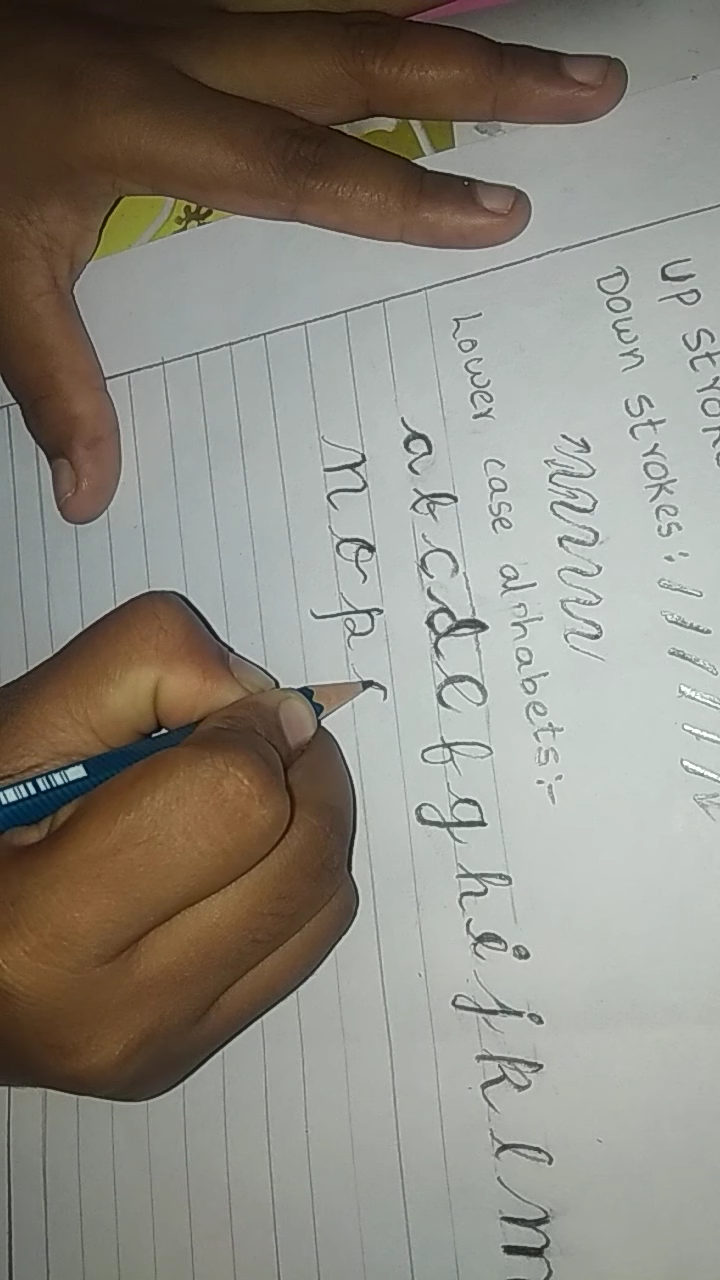 up
Down strokes:
Lower case alphabets:-
a b c d e f g h i j k l m
n o p